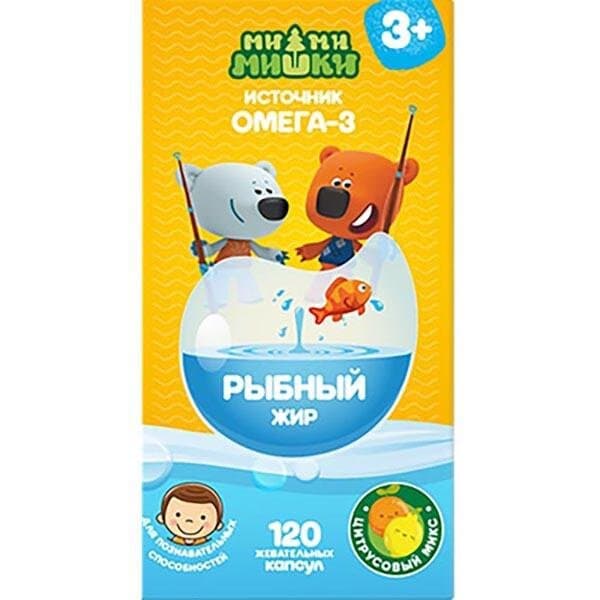 МИ МИ
МИШКИ
3+
ИСТОЧНИК
ОМЕГА-3
РЫБНЫЙ
ЖИР
ДЛЯ ПОЗНАВАТЕЛЬНЫХ
СПОСОБНОСТЕЙ
120
ЖЕВАТЕЛЬНЫХ
КАПСУЛ
ЦИТРУСОВЫЙ МИКС